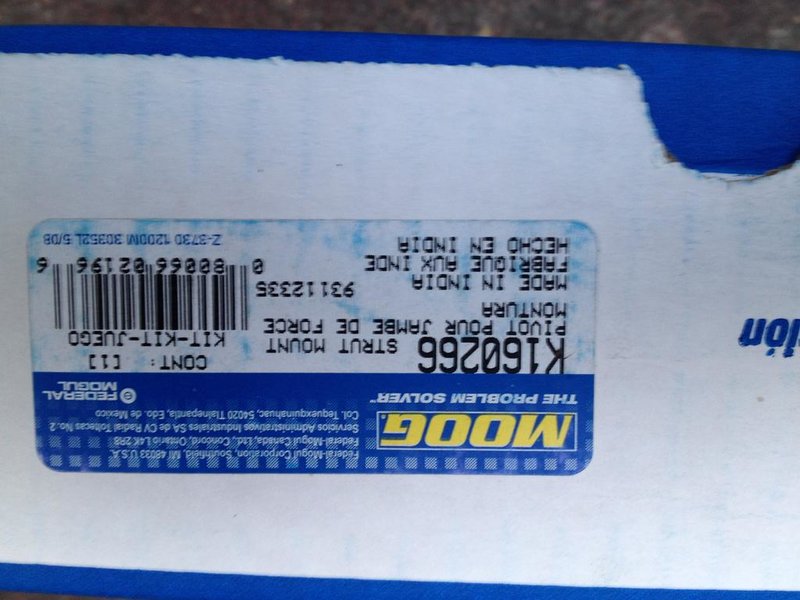 MOOG®
THE PROBLEM SOLVER™
Federal-Mogul Corporation, Southfield, MI 48033 U.S.A.
Federal-Mogul Canada, Ltd., Concord, Ontario L4K 2R8
Servicios Administrativos Industriales SA de CV Radial Toltecas No.2
Col. Tequexquinahuac, 54020 Tlalnepantla, Edo. de Mexico
FEDERAL
MOGUL
K160266
STRUT MOUNT
PIVOT POUR JAMBE DE FORCE
MONTURA
CONT: [1]
KIT-KIT-JUEGO
MADE IN INDIA
FABRIQUE AUX INDE
HECHO EN INDIA
93112335
0 80066 02196 6
Z-3730 1200M 30352L 5/08
ción